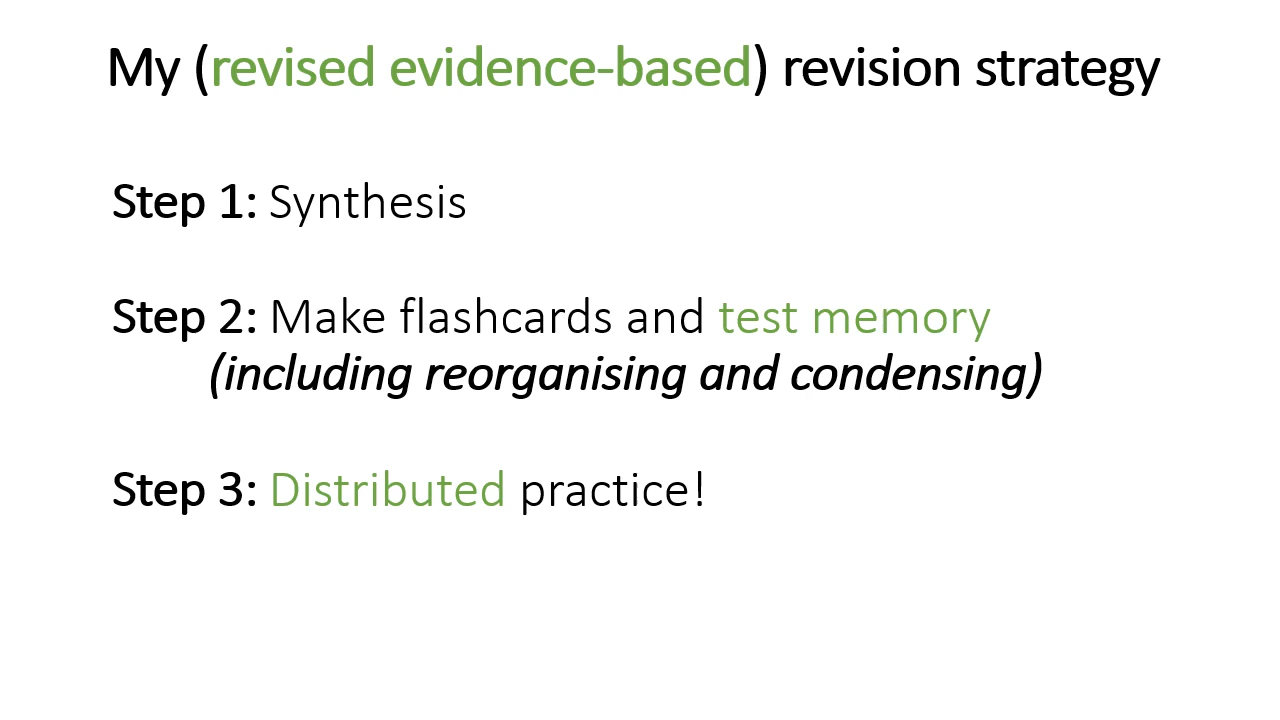 My (revised evidence-based) revision strategy
Step 1: Synthesis
Step 2: Make flashcards and test memory
(including reorganising and condensing)
Step 3: Distributed practice!